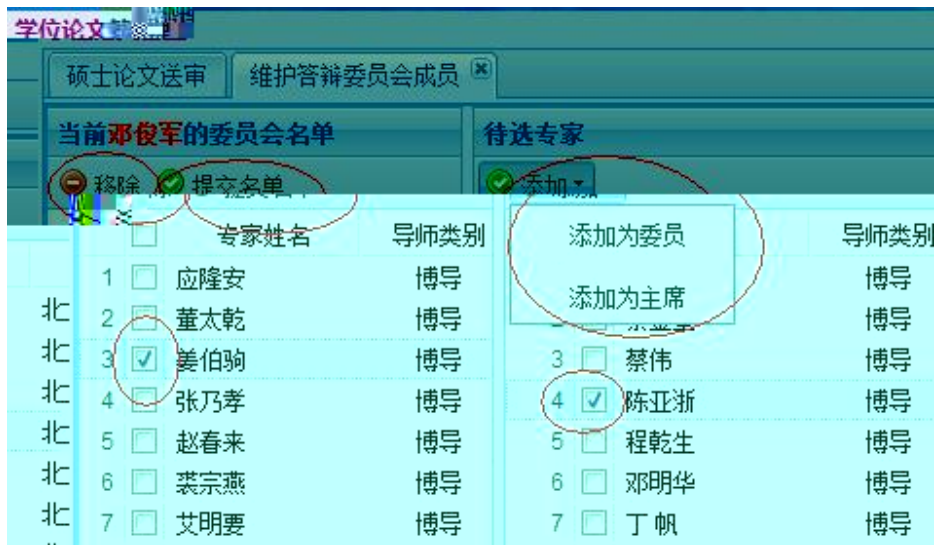 学位论文
硕士论文送审 维护答辩委员会成员
当前邓俊军的委员会名单 待选专家
移除 提交名单 添加
专家姓名 导师类别 添加为委员 导师类别
1 应隆安 博导 添加为主席 博导
北 2 董太乾 博导 博导
北 3 姜伯驹 博导 3 蔡伟 博导
北 4 张乃孝 博导 4 陈亚浙 博导
北 5 赵春来 博导 5 程乾生 博导
北 6 裘宗燕 博导 6 邓明华 博导
北 7 艾明要 博导 7 丁帆 博导